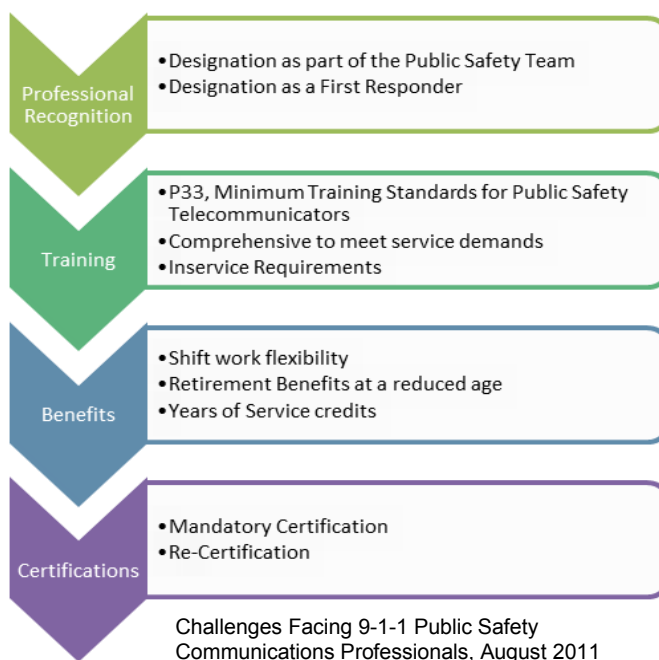 Professional
Recognition
•Designation as part of the Public Safety Team
•Designation as a First Responder
Training
•P33, Minimum Training Standards for Public Safety
Telecommunicators
•Comprehensive to meet service demands
•Inservice Requirements
Benefits
•Shift work flexibility
•Retirement Benefits at a reduced age
•Years of Service credits
Certifications
•Mandatory Certification
•Re-Certification
Challenges Facing 9-1-1 Public Safety
Communications Professionals, August 2011